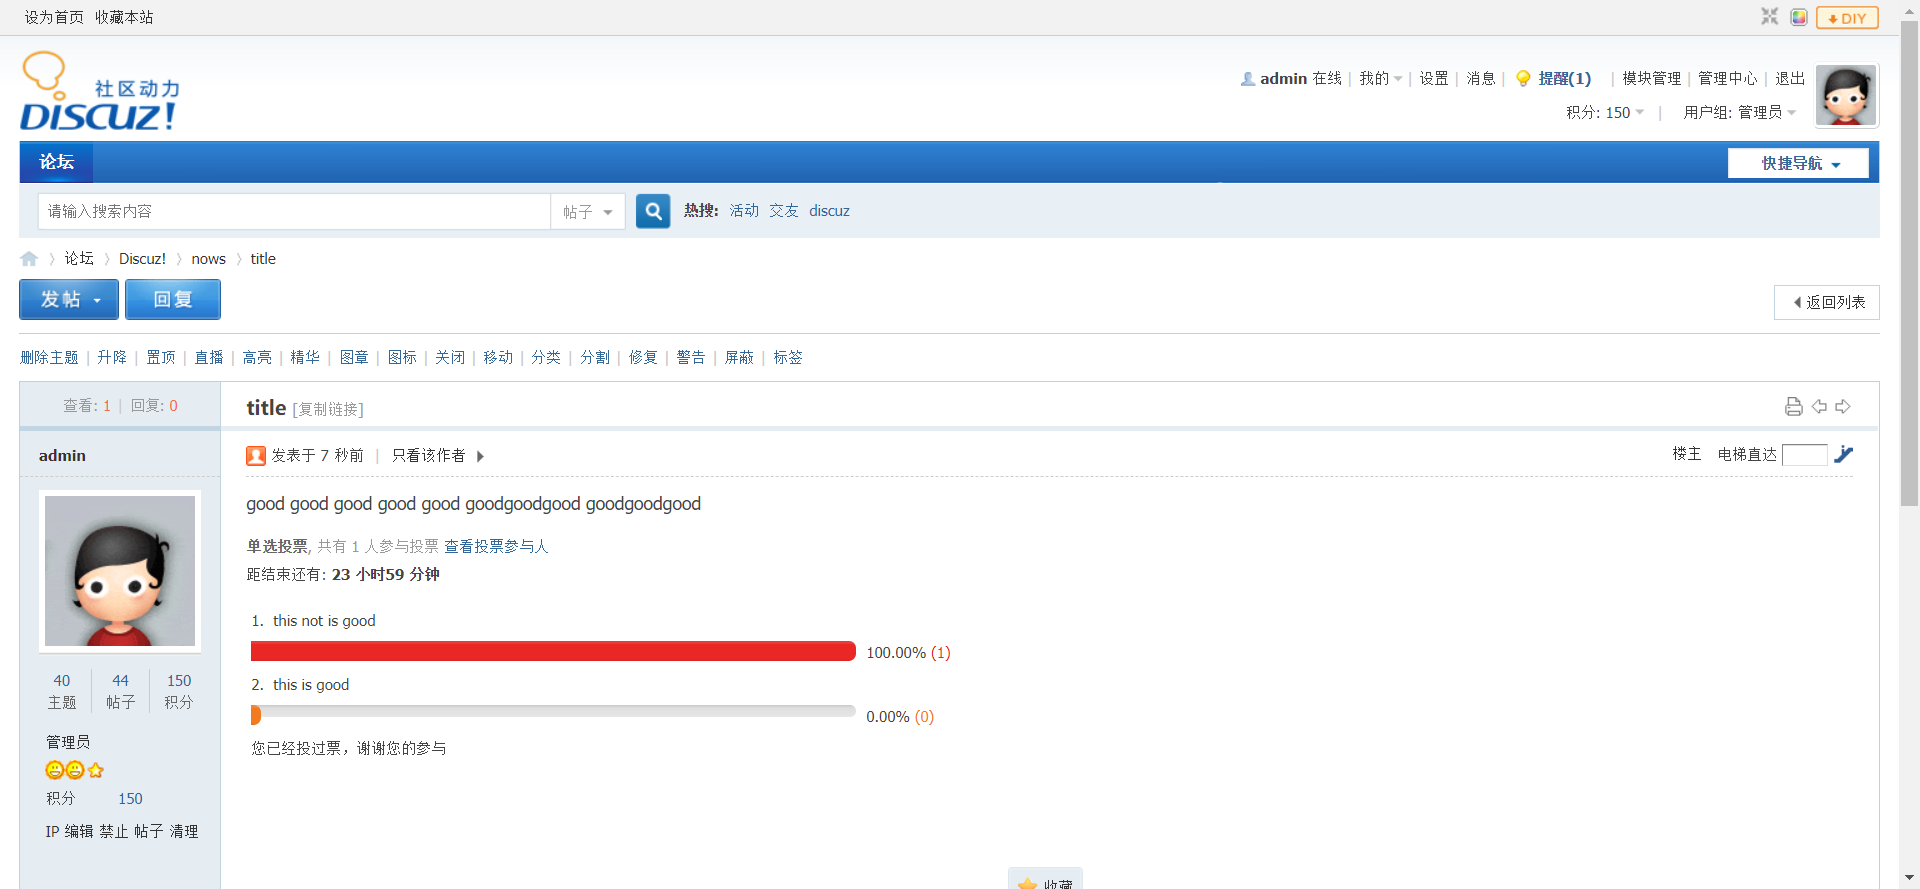 设为首页 收藏本站
DIY
社区动力
DISCUZ!
admin 在线 | 我的 | 设置 | 消息 | 提醒(1) | 模块管理 | 管理中心 | 退出
积分: 150 | 用户组: 管理员
论坛
快捷导航
请输入搜索内容 帖子 热搜: 活动 交友 discuz
论坛 Discuz! nows title
发帖 回复
返回列表
删除主题 | 升降 | 置顶 | 直播 | 高亮 | 精华 | 图章 | 图标 | 关闭 | 移动 | 分类 | 分割 | 修复 | 警告 | 屏蔽 | 标签
查看: 1 | 回复: 0
title [复制链接]
admin
发表于 7 秒前 | 只看该作者
楼主 电梯直达
good good good good good goodgoodgood goodgoodgood
单选投票, 共有 1 人参与投票 查看投票参与人
距结束还有: 23 小时59 分钟
1. this not is good
100.00% (1)
2. this is good
0.00% (0)
您已经投过票，谢谢您的参与
40 44 150
主题 帖子 积分
管理员
积分 150
IP 编辑 禁止 帖子 清理
收藏